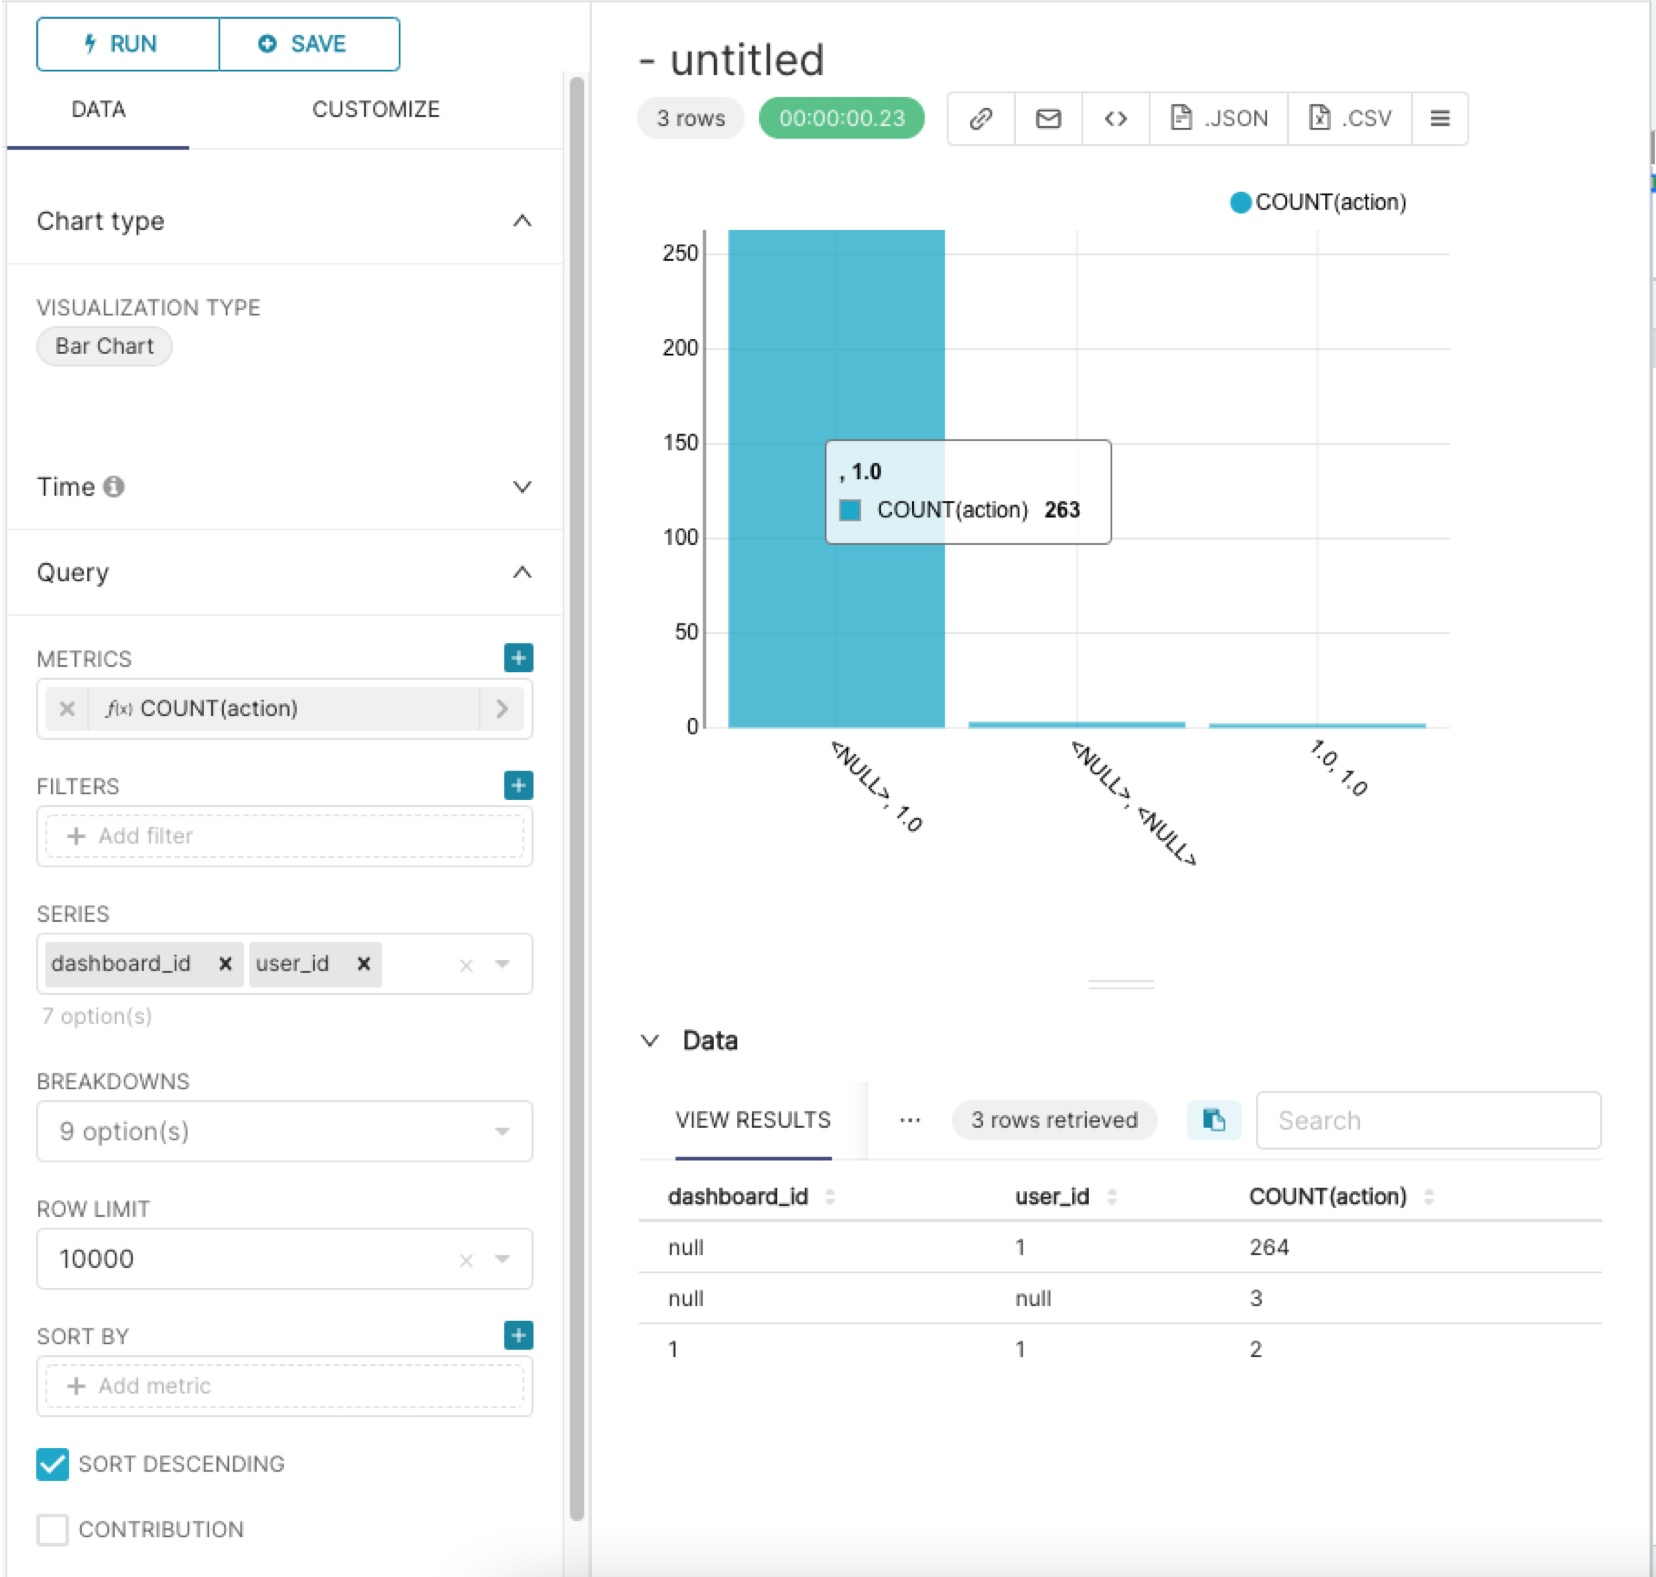 RUN
SAVE
DATA
CUSTOMIZE
Chart type
VISUALIZATION TYPE
Bar Chart
Time
Query
METRICS
f(x) COUNT(action)
FILTERS
+ Add filter
SERIES
dashboard_id × user_id ×
7 option(s)
BREAKDOWNS
9 option(s)
ROW LIMIT
10000
SORT BY
+ Add metric
SORT DESCENDING
CONTRIBUTION
- untitled
3 rows
00:00:00.23
.JSON
.CSV
COUNT(action)
250
200
150
100
50
0
, 1.0
COUNT(action) 263
<NULL>, 1.0
<NULL>, <NULL>
1.0, 1.0
Data
VIEW RESULTS
...
3 rows retrieved
Search
dashboard_id user_id COUNT(action)
null 1 264
null null 3
1 1 2